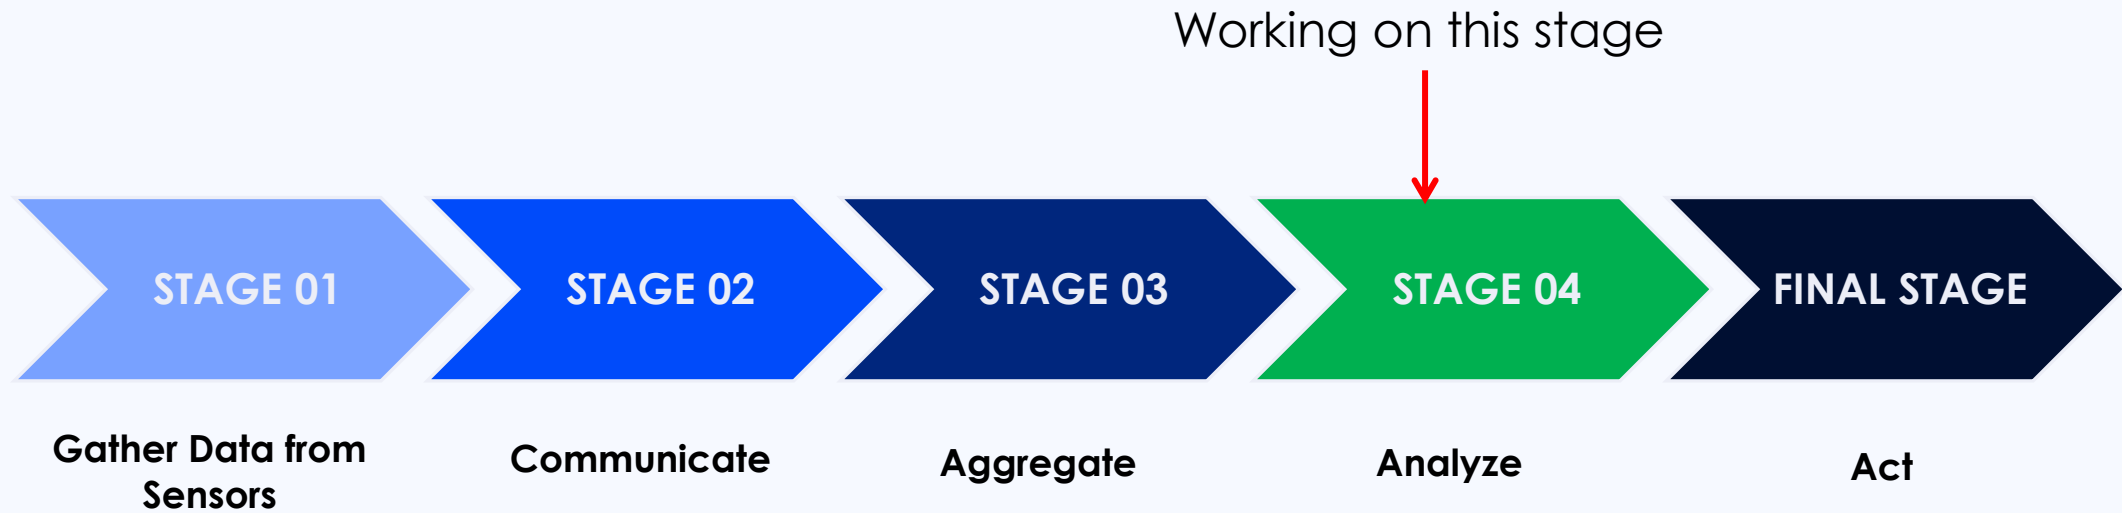 Working on this stage
STAGE 01
STAGE 02
STAGE 03
STAGE 04
FINAL STAGE
Gather Data from
Sensors
Communicate
Aggregate
Analyze
Act